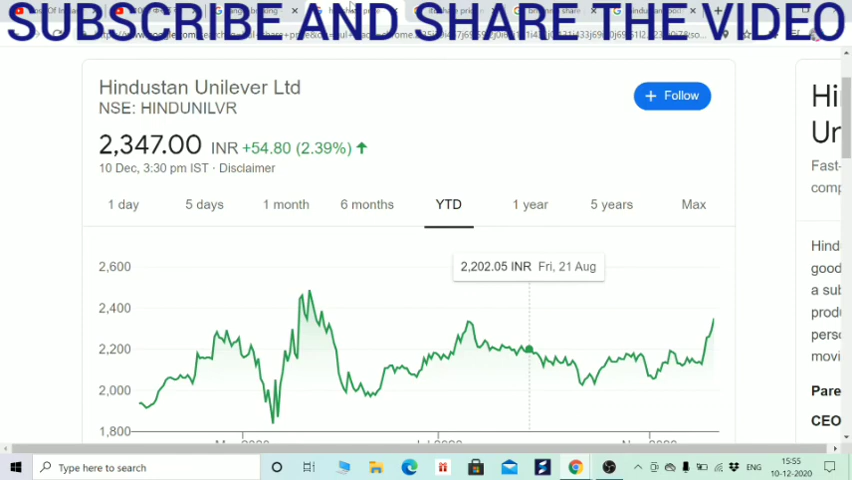 SUBSCRIBE AND SHARE THE VIDEO
Hindustan Unilever Ltd
NSE: HINDUNILVR
+ Follow
2,347.00 INR +54.80 (2.39%) ↑
10 Dec, 3:30 pm IST · Disclaimer
1 day 5 days 1 month 6 months YTD 1 year 5 years Max
2,202.05 INR Fri, 21 Aug
2,600
2,400
2,200
2,000
1,800
Hi
Un
Fast-
comp
Hind
good
a sub
produ
perso
movi
Pare
CEO
Type here to search
ENG
15:55
10-12-2020